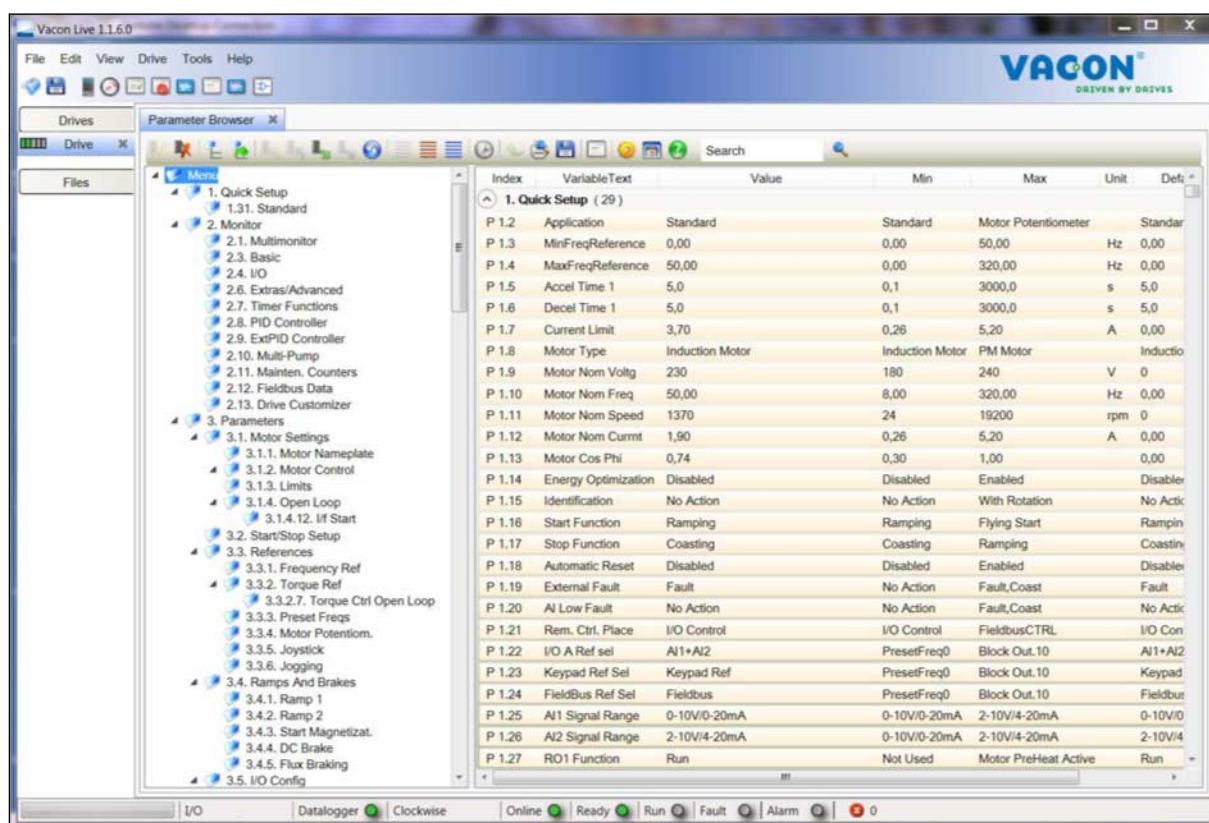 Vacon Live 1.1.6.0
File Edit View Drive Tools Help
VACON®
DRIVEN BY DRIVES
Drives
Drive
Files
Parameter Browser
Search
Menu
1. Quick Setup
1.31. Standard
2. Monitor
2.1. Multimonitor
2.3. Basic
2.4. I/O
2.6. Extras/Advanced
2.7. Timer Functions
2.8. PID Controller
2.9. ExtPID Controller
2.10. Multi-Pump
2.11. Mainten. Counters
2.12. Fieldbus Data
2.13. Drive Customizer
3. Parameters
3.1. Motor Settings
3.1.1. Motor Nameplate
3.1.2. Motor Control
3.1.3. Limits
3.1.4. Open Loop
3.1.4.12. I/f Start
3.2. Start/Stop Setup
3.3. References
3.3.1. Frequency Ref
3.3.2. Torque Ref
3.3.2.7. Torque Ctrl Open Loop
3.3.3. Preset Freqs
3.3.4. Motor Potentiom.
3.3.5. Joystick
3.3.6. Jogging
3.4. Ramps And Brakes
3.4.1. Ramp 1
3.4.2. Ramp 2
3.4.3. Start Magnetizat.
3.4.4. DC Brake
3.4.5. Flux Braking
3.5. I/O Config
Index VariableText Value Min Max Unit Defa
1. Quick Setup (29)
P 1.2 Application Standard Standard Motor Potentiometer Standar
P 1.3 MinFreqReference 0,00 0,00 50,00 Hz 0,00
P 1.4 MaxFreqReference 50,00 0,00 320,00 Hz 0,00
P 1.5 Accel Time 1 5,0 0,1 3000,0 s 5,0
P 1.6 Decel Time 1 5,0 0,1 3000,0 s 5,0
P 1.7 Current Limit 3,70 0,26 5,20 A 0,00
P 1.8 Motor Type Induction Motor Induction Motor PM Motor Inductio
P 1.9 Motor Nom Voltg 230 180 240 V 0
P 1.10 Motor Nom Freq 50,00 8,00 320,00 Hz 0,00
P 1.11 Motor Nom Speed 1370 24 19200 rpm 0
P 1.12 Motor Nom Currnt 1,90 0,26 5,20 A 0,00
P 1.13 Motor Cos Phi 0,74 0,30 1,00 0,00
P 1.14 Energy Optimization Disabled Disabled Enabled Disable
P 1.15 Identification No Action No Action With Rotation No Actic
P 1.16 Start Function Ramping Ramping Flying Start Rampin
P 1.17 Stop Function Coasting Coasting Ramping Coastin
P 1.18 Automatic Reset Disabled Disabled Enabled Disable
P 1.19 External Fault Fault No Action Fault,Coast Fault
P 1.20 AI Low Fault No Action No Action Fault,Coast No Actic
P 1.21 Rem. Ctrl. Place I/O Control I/O Control FieldbusCTRL I/O Con
P 1.22 I/O A Ref sel AI1+AI2 PresetFreq0 Block Out.10 AI1+AI2
P 1.23 Keypad Ref Sel Keypad Ref PresetFreq0 Block Out.10 Keypad
P 1.24 FieldBus Ref Sel Fieldbus PresetFreq0 Block Out.10 Fieldbus
P 1.25 AI1 Signal Range 0-10V/0-20mA 0-10V/0-20mA 2-10V/4-20mA 0-10V/0
P 1.26 AI2 Signal Range 2-10V/4-20mA 0-10V/0-20mA 2-10V/4-20mA 2-10V/4
P 1.27 RO1 Function Run Not Used Motor PreHeat Active Run
I/O Datalogger Clockwise Online Ready Run Fault Alarm 0